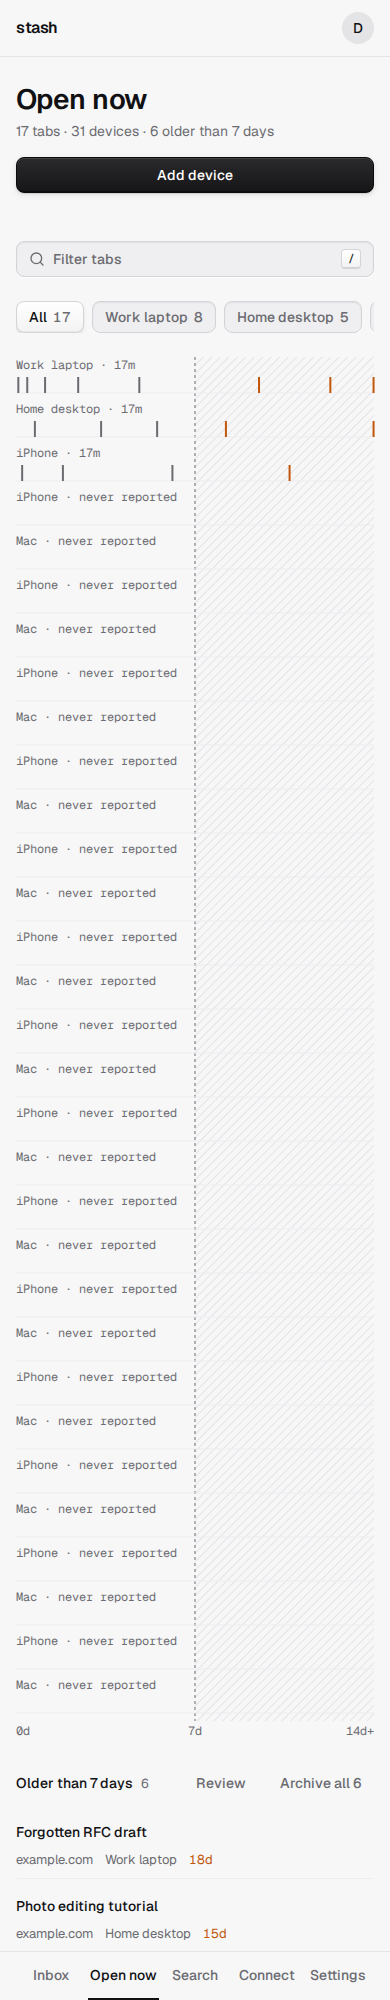 stash
D
Open now
17 tabs · 31 devices · 6 older than 7 days
Add device
Filter tabs /
All 17 Work laptop 8 Home desktop 5
Work laptop · 17m
Home desktop · 17m
iPhone · 17m
iPhone · never reported
Mac · never reported
iPhone · never reported
Mac · never reported
iPhone · never reported
Mac · never reported
iPhone · never reported
Mac · never reported
iPhone · never reported
Mac · never reported
iPhone · never reported
Mac · never reported
iPhone · never reported
Mac · never reported
iPhone · never reported
Mac · never reported
iPhone · never reported
Mac · never reported
iPhone · never reported
Mac · never reported
iPhone · never reported
Mac · never reported
iPhone · never reported
Mac · never reported
iPhone · never reported
Mac · never reported
iPhone · never reported
Mac · never reported
0d 7d 14d+
Older than 7 days 6 Review Archive all 6
Forgotten RFC draft
example.com Work laptop 18d
Photo editing tutorial
example.com Home desktop 15d
Inbox Open now Search Connect Settings